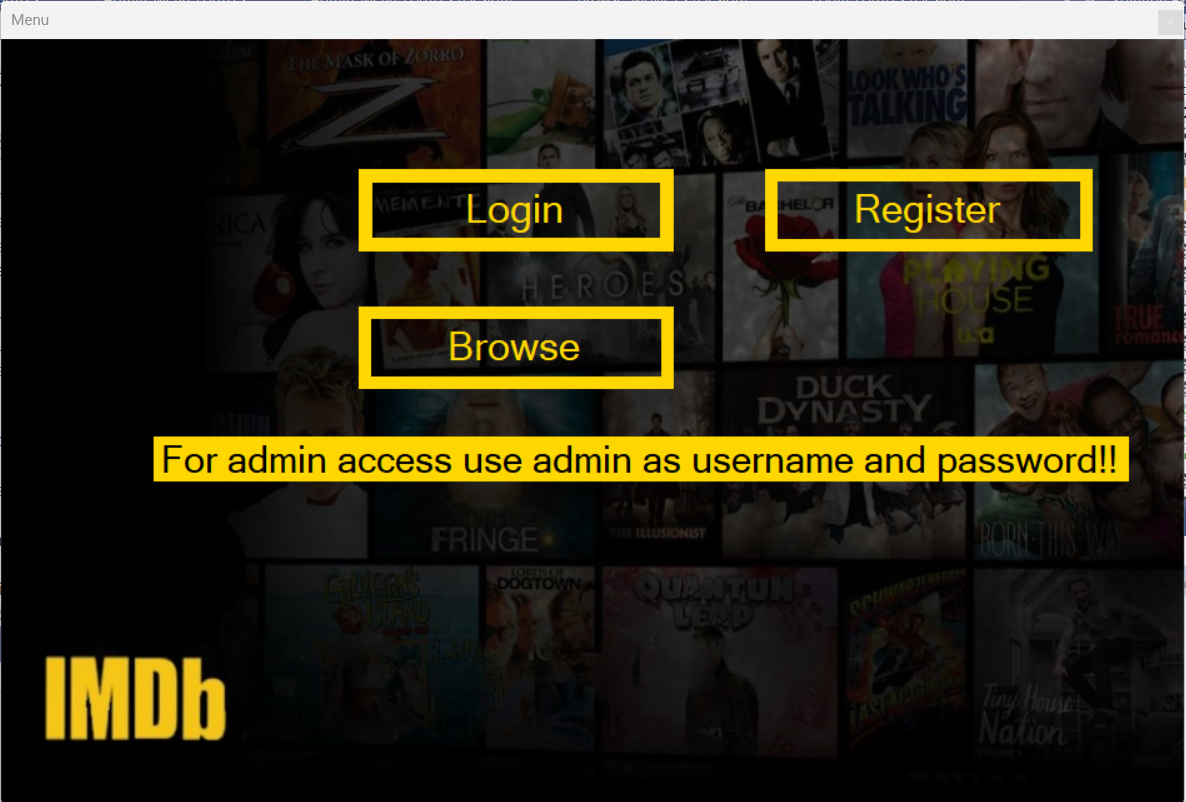 Menu
THE MASK OF ZORRO
LOOK WHO'S
TALKING
Login
Register
RICA
MEMENTO
BACHELOR
HEROES
PLAYING
HOUSE
usa
TRUE
romance
Browse
DUCK
DYNASTY
For admin access use admin as username and password!!
FRINGE
THE ILLUSIONIST
BORN THIS WAY
GILLIGAN'S
ISLAND
LORDS OF
DOGTOWN
QUANTUM
LEAP
SCHWARZENEGGER
LAST ACTION
Tiny House
Nation
IMDb